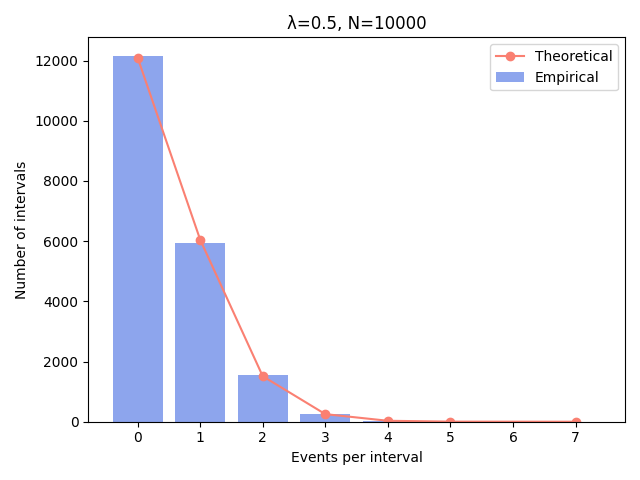 λ=0.5, N=10000
Theoretical
Empirical
Number of intervals
12000
10000
8000
6000
4000
2000
0
0 1 2 3 4 5 6 7
Events per interval